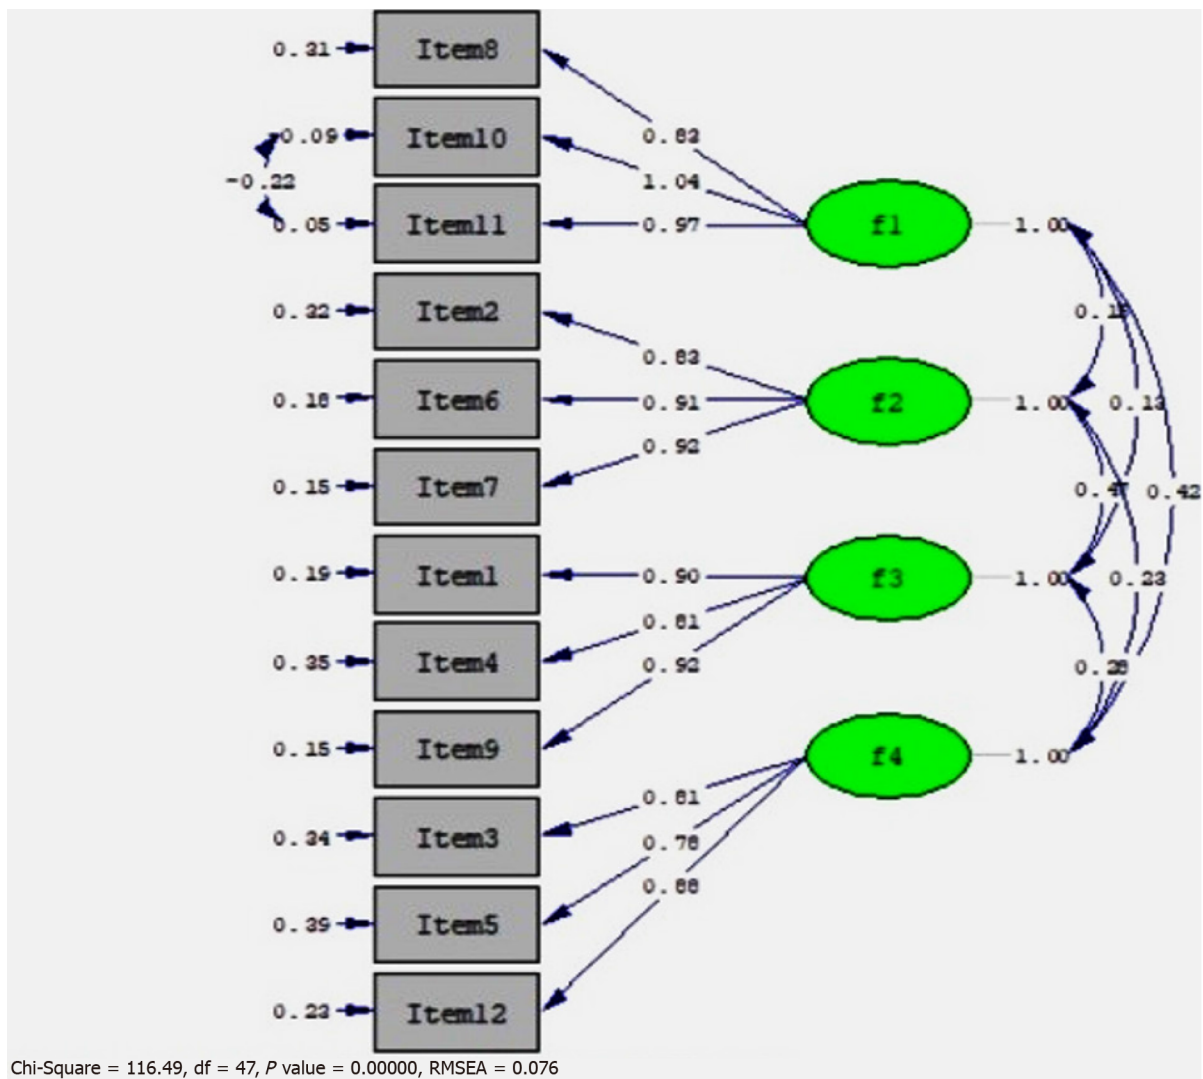 0.31 Item8
0.82
0.09 Item10
1.04
-0.22
0.05 Item11 0.97 f1 1.00
0.32 Item2
0.83
Item6 0.91 f2 1.00
0.92
0.15 Item7
0.42
0.19 Item1 0.90 f3 1.00
0.23
0.81
0.35 Item4
0.92
0.15 Item9
f4 1.00
0.81
0.34 Item3
0.88
0.39 Item5
0.23 Item12
Chi-Square = 116.49, df = 47, P value = 0.00000, RMSEA = 0.076